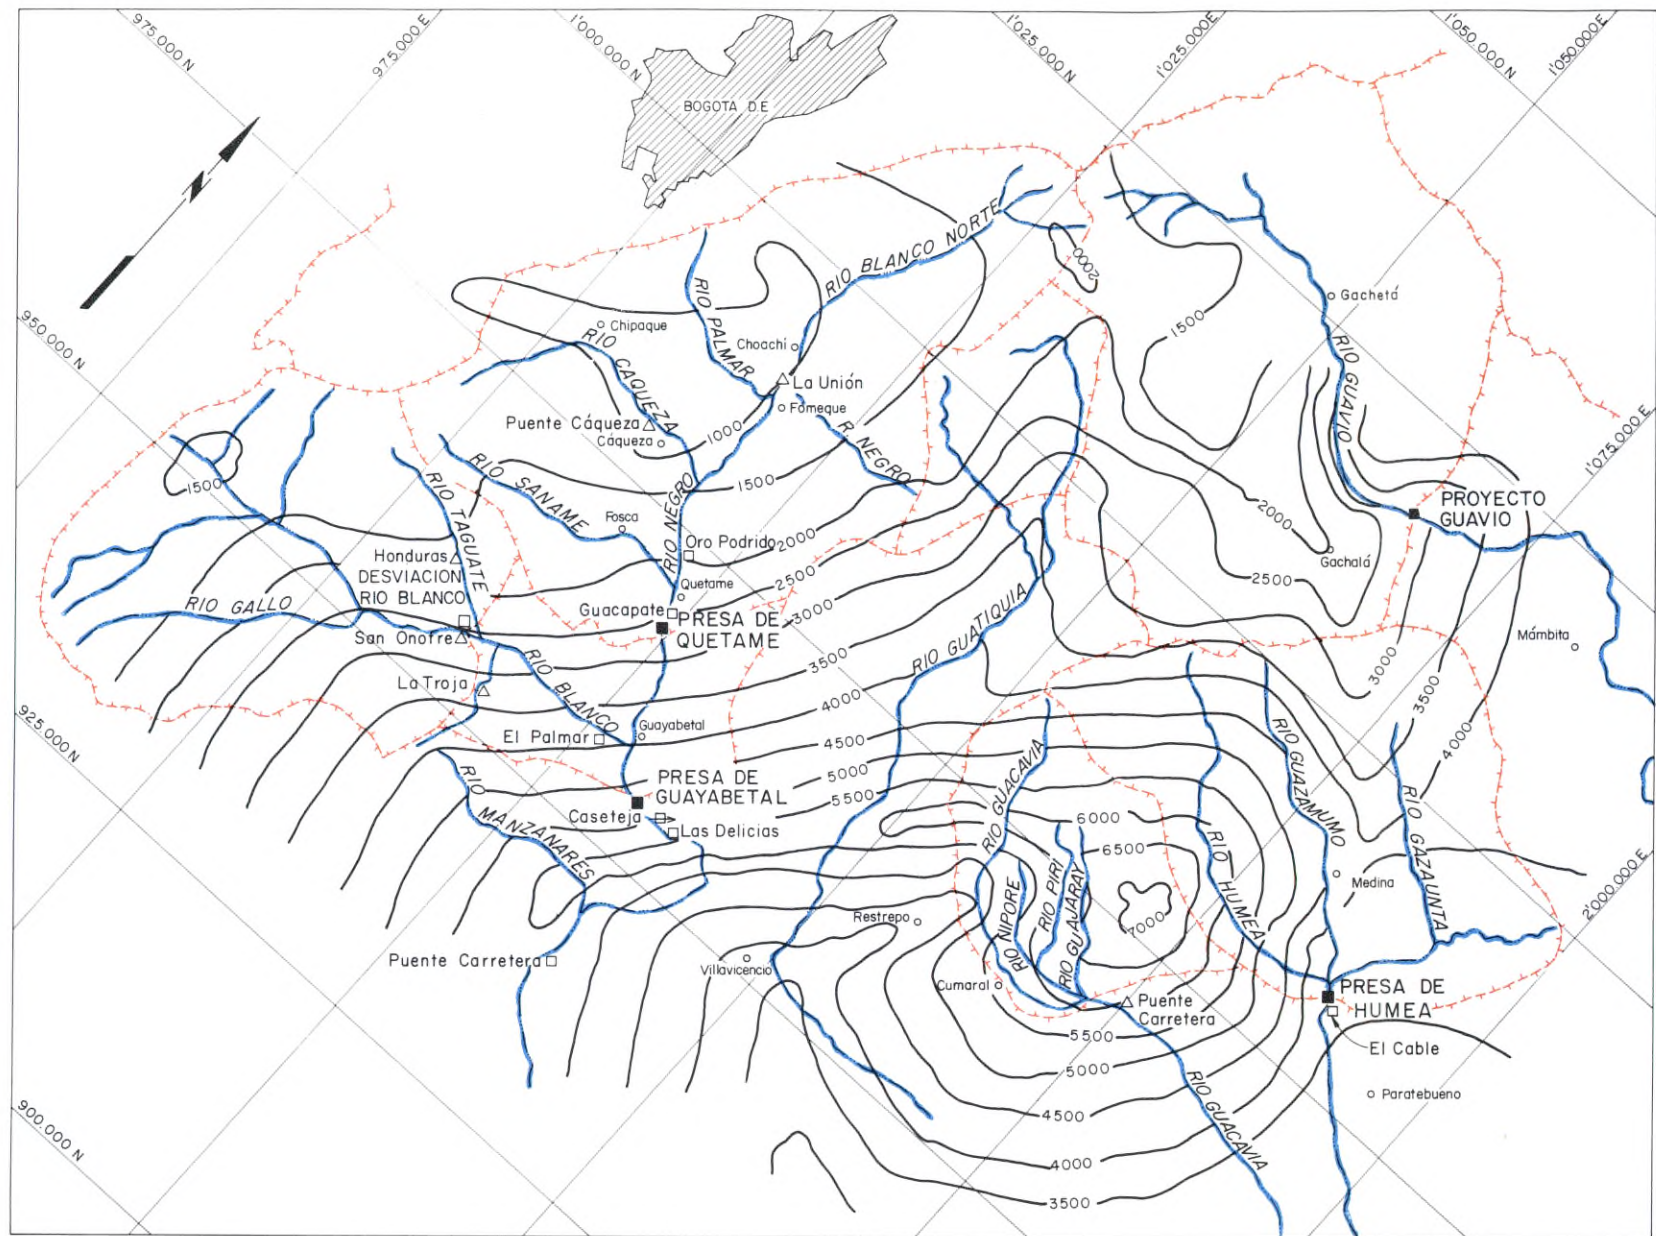 975.000 N
975.000 E
1'000.000 N
1'025.000 N
1'025.000E
1'050.000 N
1'050.000E
BOGOTA D.E
RIO BLANCO NORTE
2000
Gachetá
1500
950.000 N
Chipaque
RIO PALMAR
Choachí
RIO CAQUEZA
La Unión
RIO GUAVIO
Fómeque
Puente Cáqueza
Cáqueza
1000
R. NEGRO
1'075.000 E
1500
RIO SANAME
1500
RIO TAGUATE
RIO NEGRO
PROYECTO
GUAVIO
2000
Fosca
Oro Podrido
2000
Honduras
DESVIACION
RIO BLANCO
Gachalá
2500
2500
Quetame
RIO GALLO
Guacapate
3000
PRESA DE
QUETAME
San Onofre
RIO GUATIQUIA
Mámbita
3500
3000
RIO BLANCO
La Troja
4000
3500
925.000 N
El Palmar
Guayabetal
4500
4000
RIO GUACAVIA
RIO GUAZAMUMO
RIO
MANZANARES
PRESA DE
GUAYABETAL
5000
5500
RIO GAZAUNTA
Caseteja
Las Delicias
6000
6500
RIO HUMEA
RIO PIRI
RIO NIPORE
RIO GUAJARAY
7000
Medina
2'000.000 E
Restrepo
Puente Carretera
Villavicencio
Cumaral
Puente
Carretera
PRESA DE
HUMEA
5500
El Cable
5000
RIO GUACAVIA
Paratebueno
4500
900.000 N
4000
3500